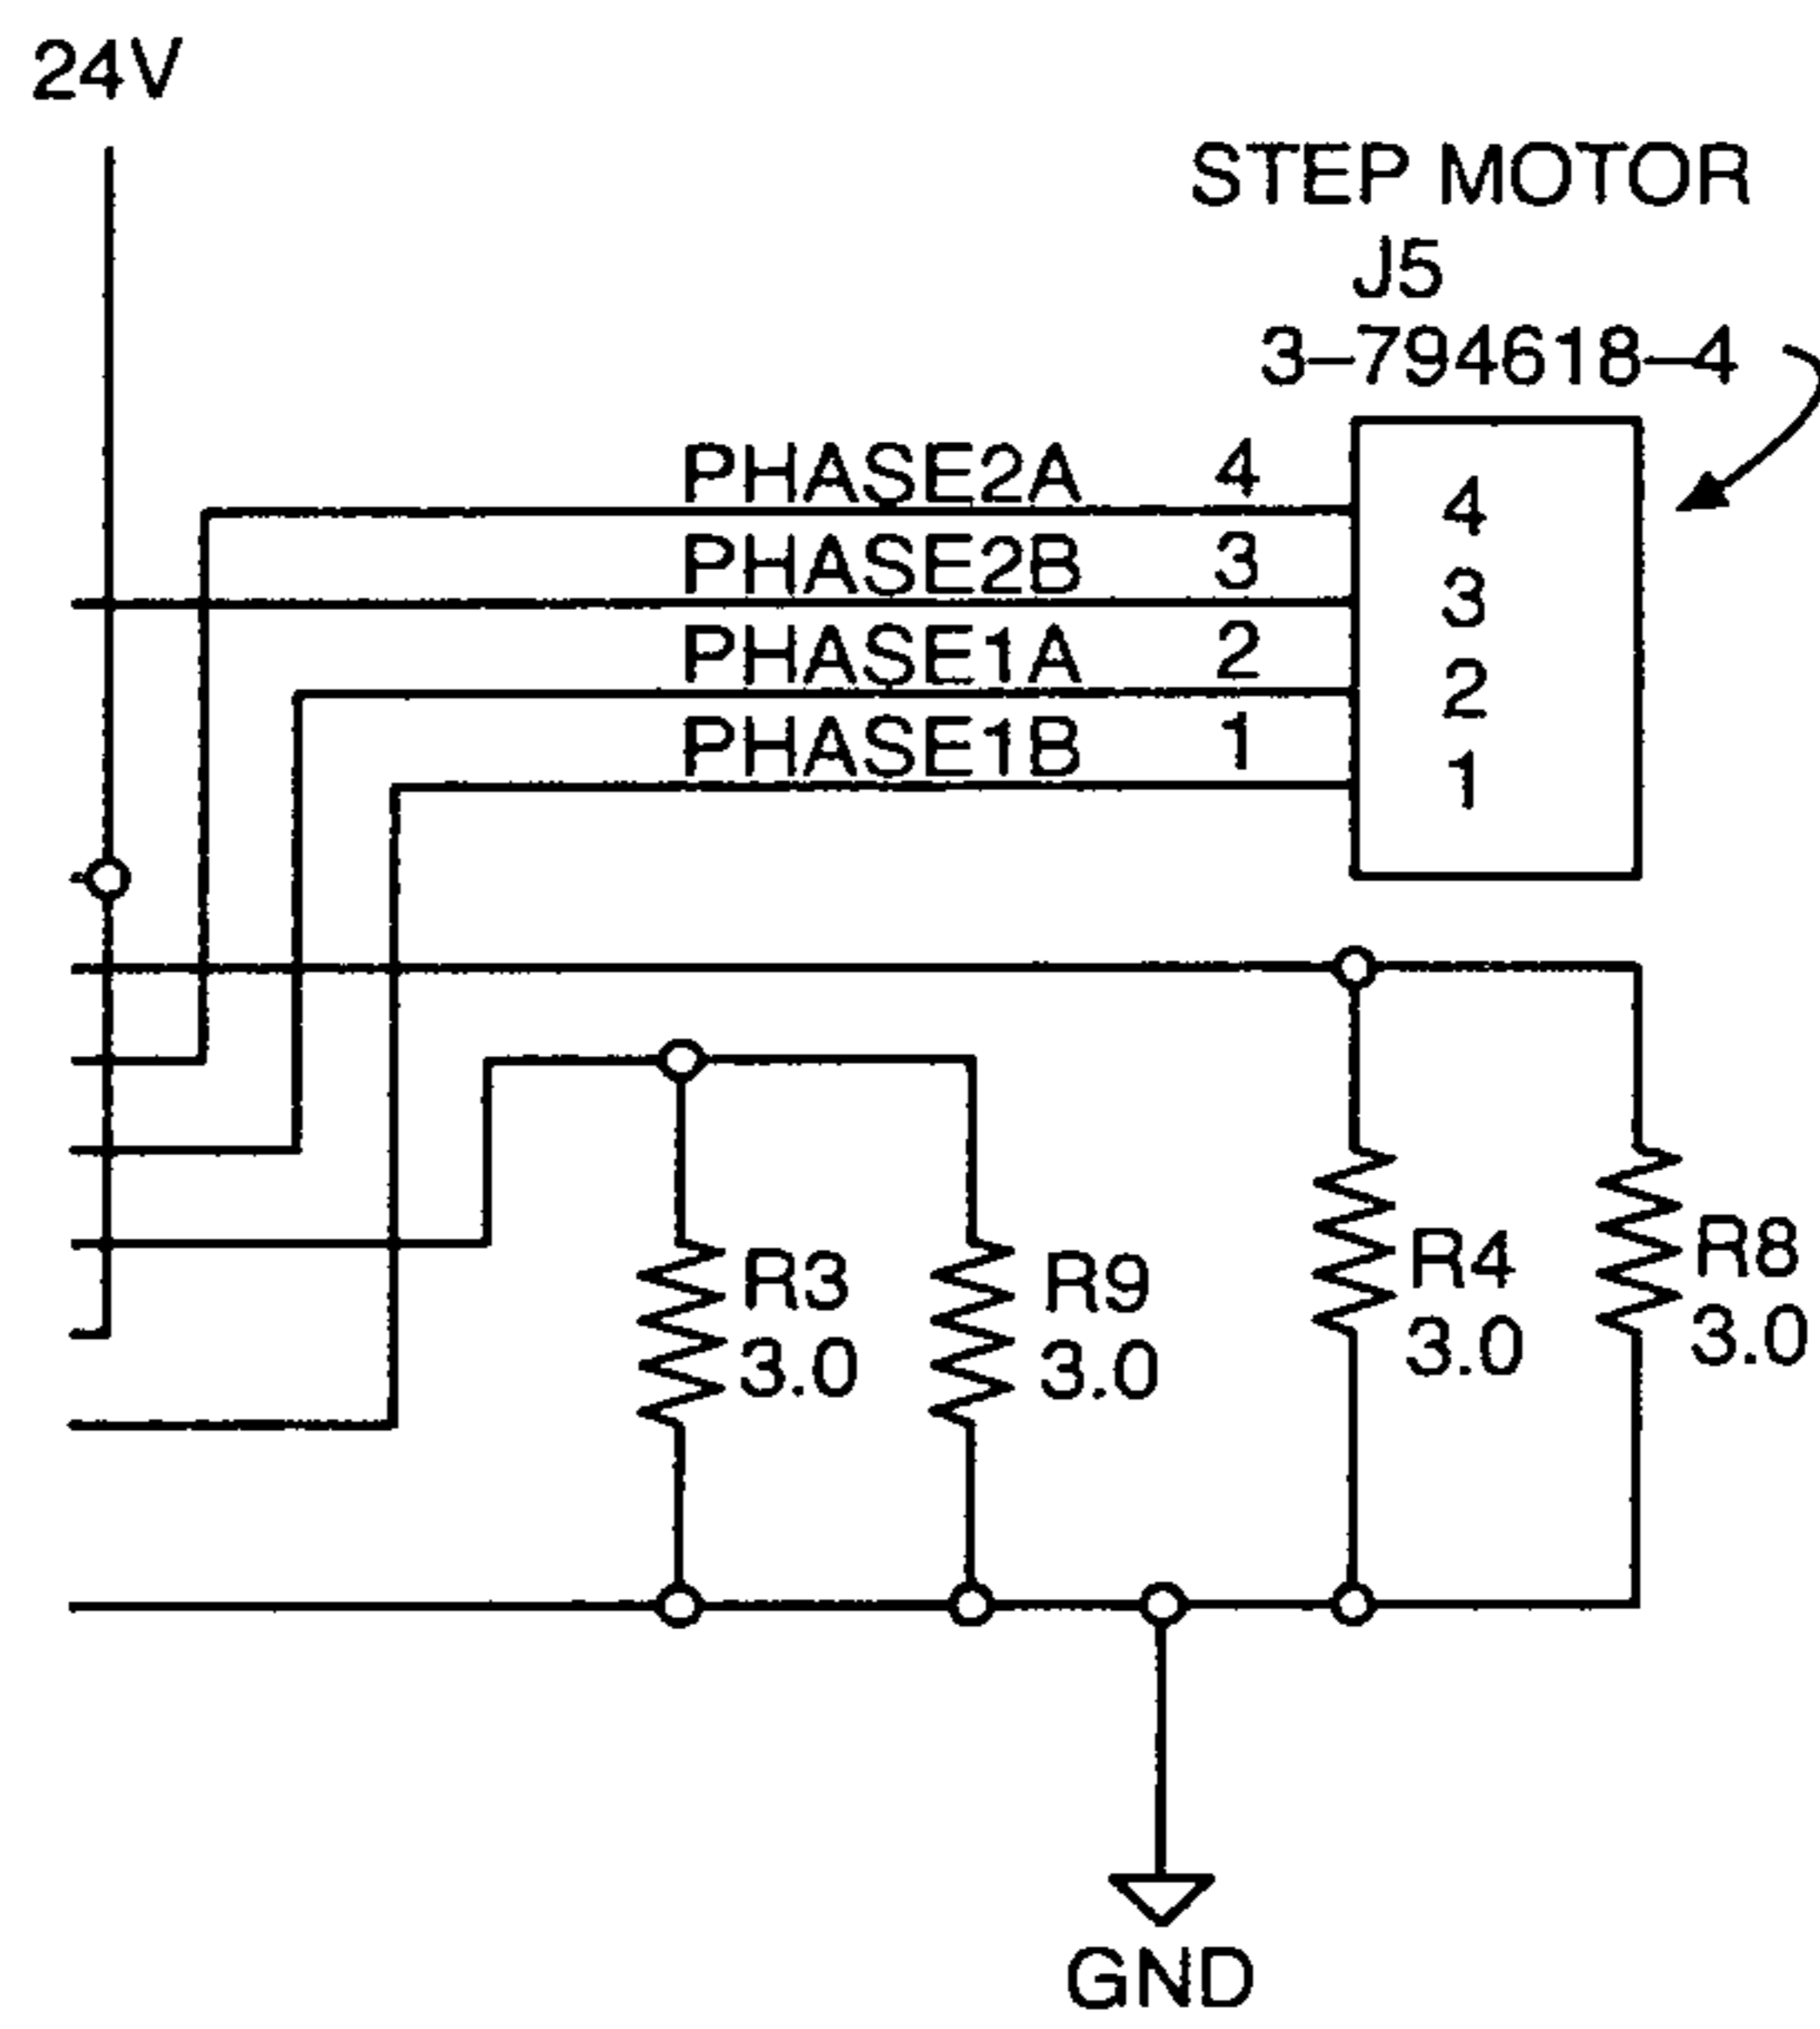 24V
STEP MOTOR
J5
3–794618–4
PHASE2A 4
4
PHASE2B 3
3
PHASE1A 2
2
PHASE1B 1
1
R3
3.0
R9
3.0
R4
3.0
R8
3.0
GND